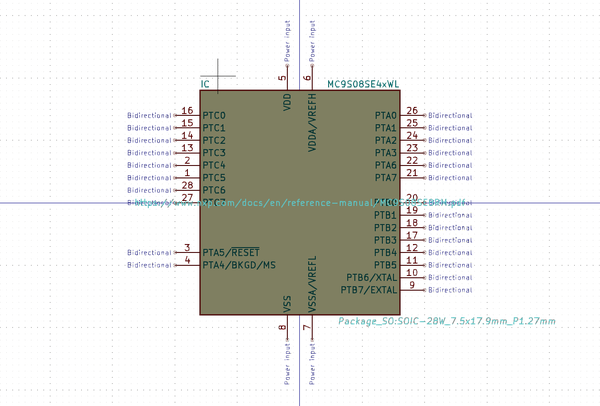 Power input
Power input
5
6
IC
MC9S08SE4xWL
VDD
VDDA/VREFH
Bidirectional 16 PTC0
PTA0 26 Bidirectional
Bidirectional 15 PTC1
PTA1 25 Bidirectional
Bidirectional 14 PTC2
PTA2 24 Bidirectional
Bidirectional 13 PTC3
PTA3 23 Bidirectional
Bidirectional 2 PTC4
PTA6 22 Bidirectional
Bidirectional 1 PTC5
PTA7 21 Bidirectional
Bidirectional 28 PTC6
27
20
PTB1 19 Bidirectional
PTB2 18 Bidirectional
PTB3 17 Bidirectional
Bidirectional 3 PTA5/RESET
PTB4 12 Bidirectional
Bidirectional 4 PTA4/BKGD/MS
PTB5 11 Bidirectional
PTB6/XTAL 10 Bidirectional
PTB7/EXTAL 9 Bidirectional
VSS
VSSA/VREFL
8
7
Package_SO:SOIC-28W_7.5x17.9mm_P1.27mm
Power input
Power input